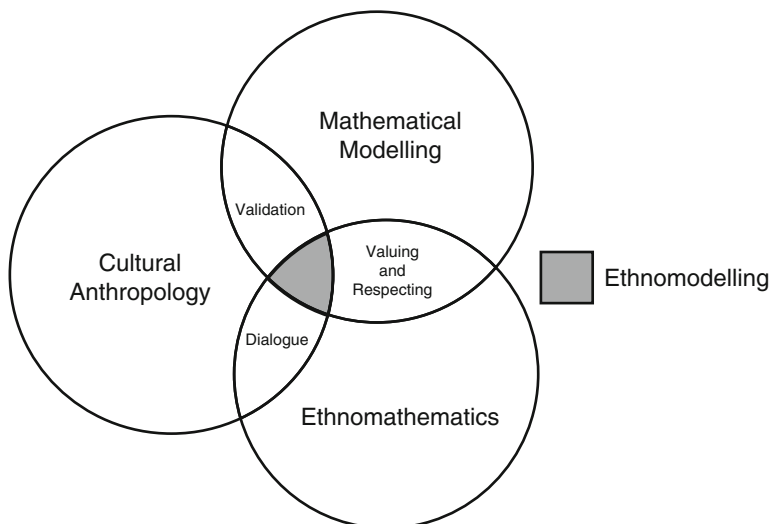 Mathematical
Modelling
Validation
Valuing
and
Respecting
Cultural
Anthropology
Ethnomodelling
Dialogue
Ethnomathematics